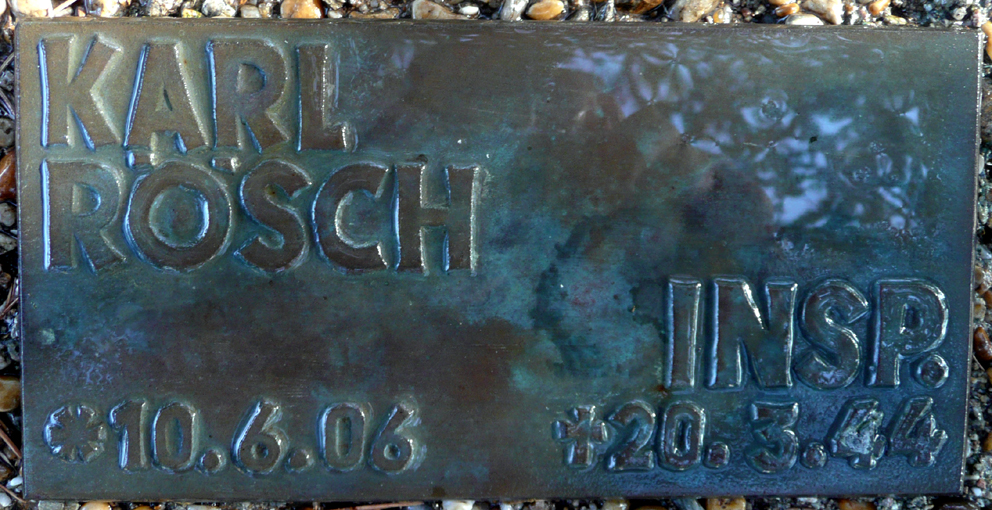 KARL
RÖSCH
INSP.
* 10.6.06 ✝ 20.3.44